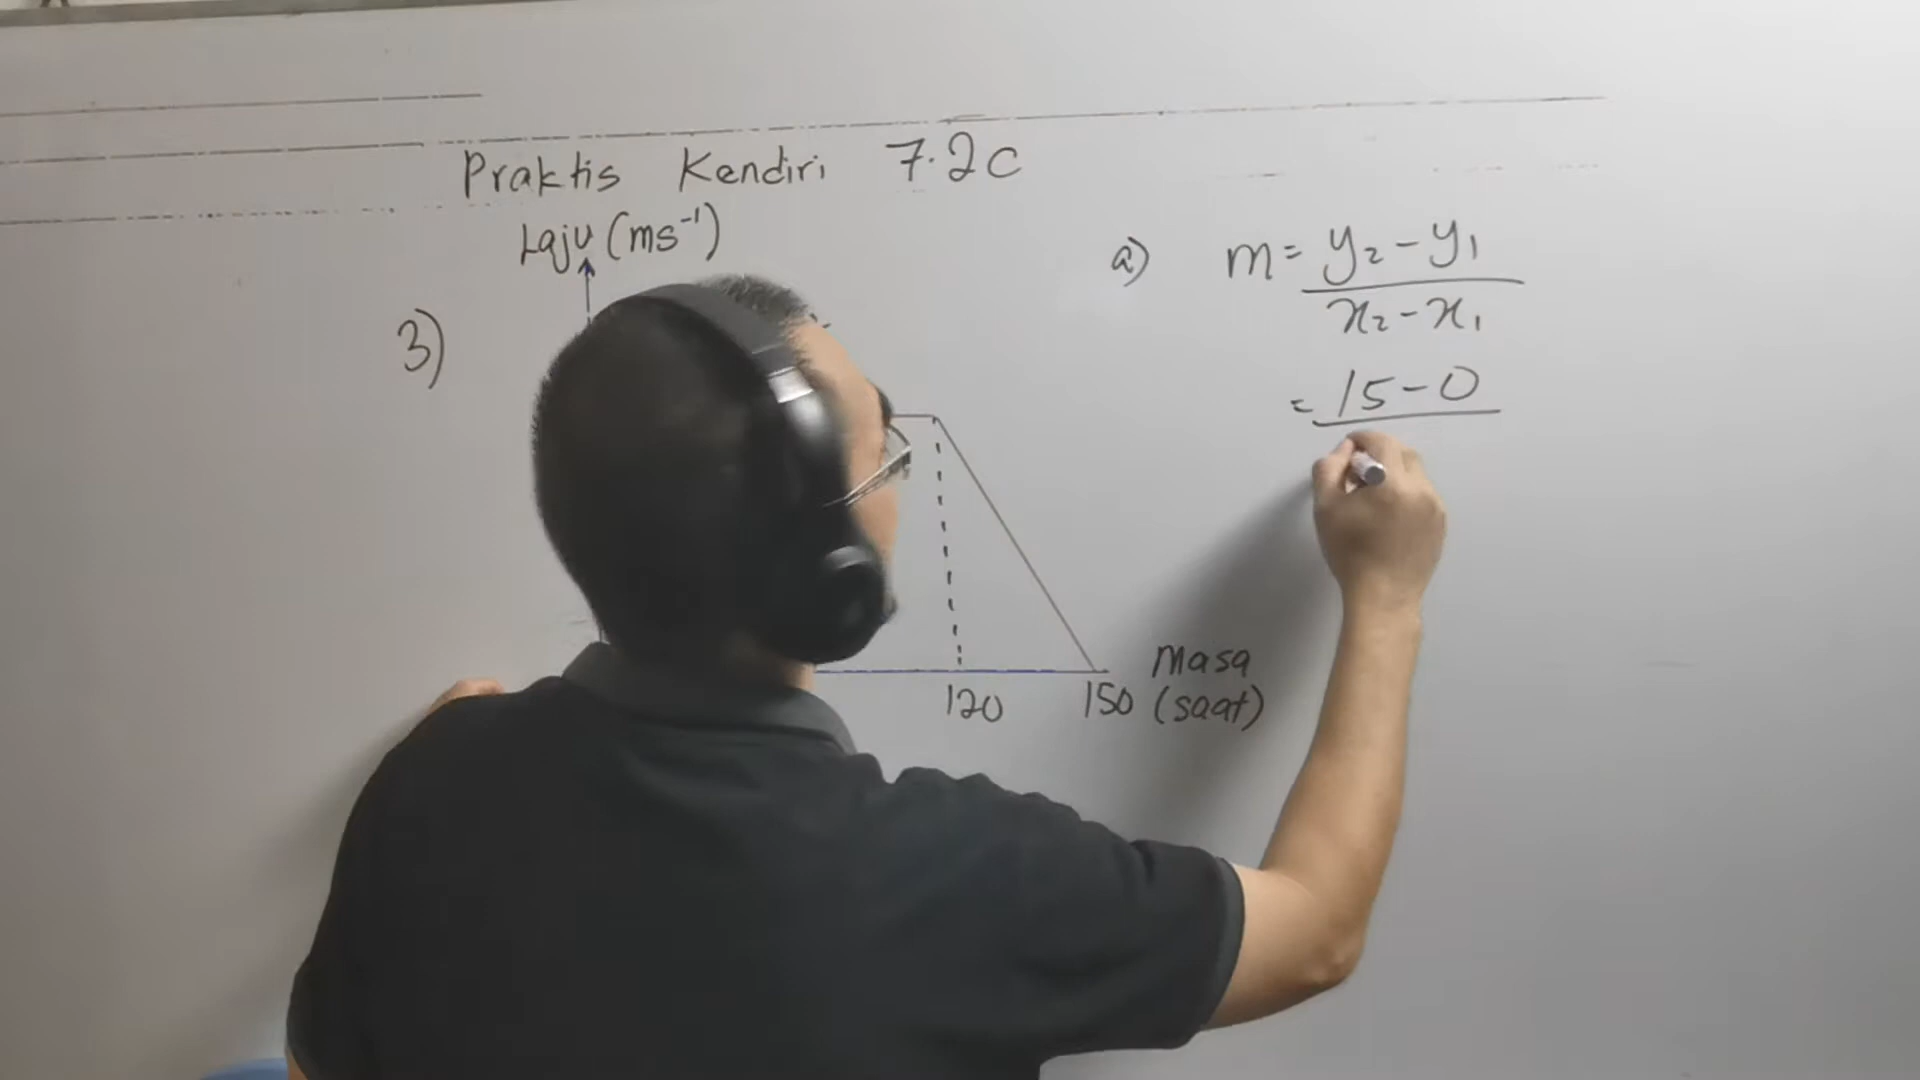 Praktis Kendiri 7.2C
Laju (ms⁻¹)
3)
120
150
Masa
(saat)
a) m = y₂ - y₁
x₂ - x₁
= 15 - 0